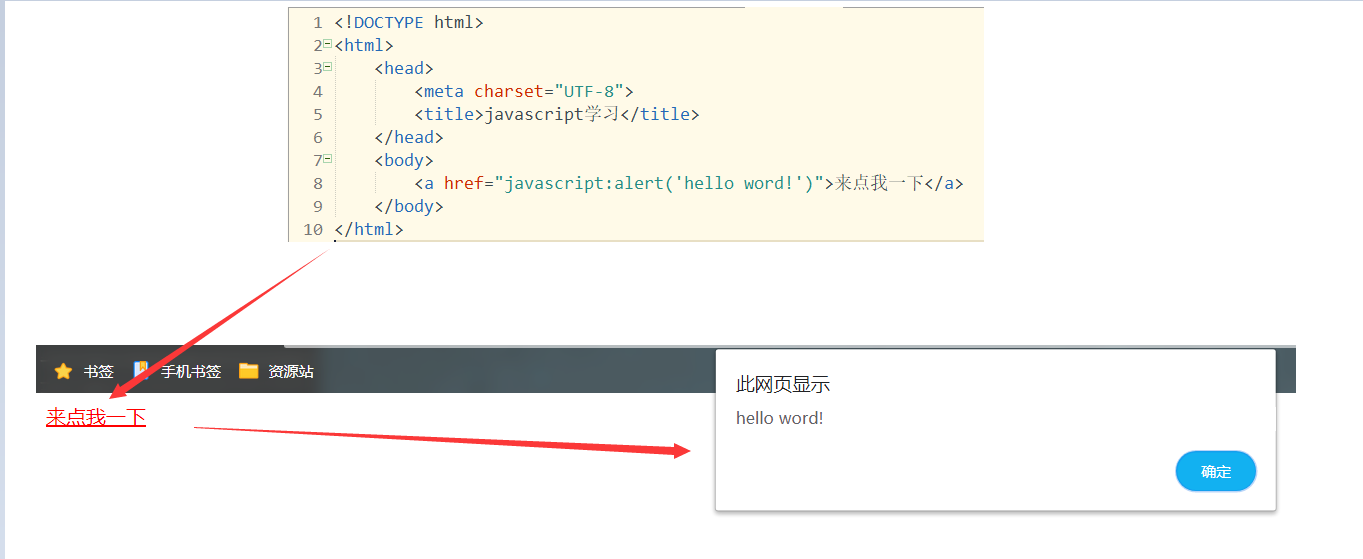 1 <!DOCTYPE html>
2 <html>
3 <head>
4 <meta charset="UTF-8">
5 <title>javascript学习</title>
6 </head>
7 <body>
8 <a href="javascript:alert('hello word!')">来点我一下</a>
9 </body>
10 </html>
书签 手机书签 资源站
来点我一下
此网页显示
hello word!
确定